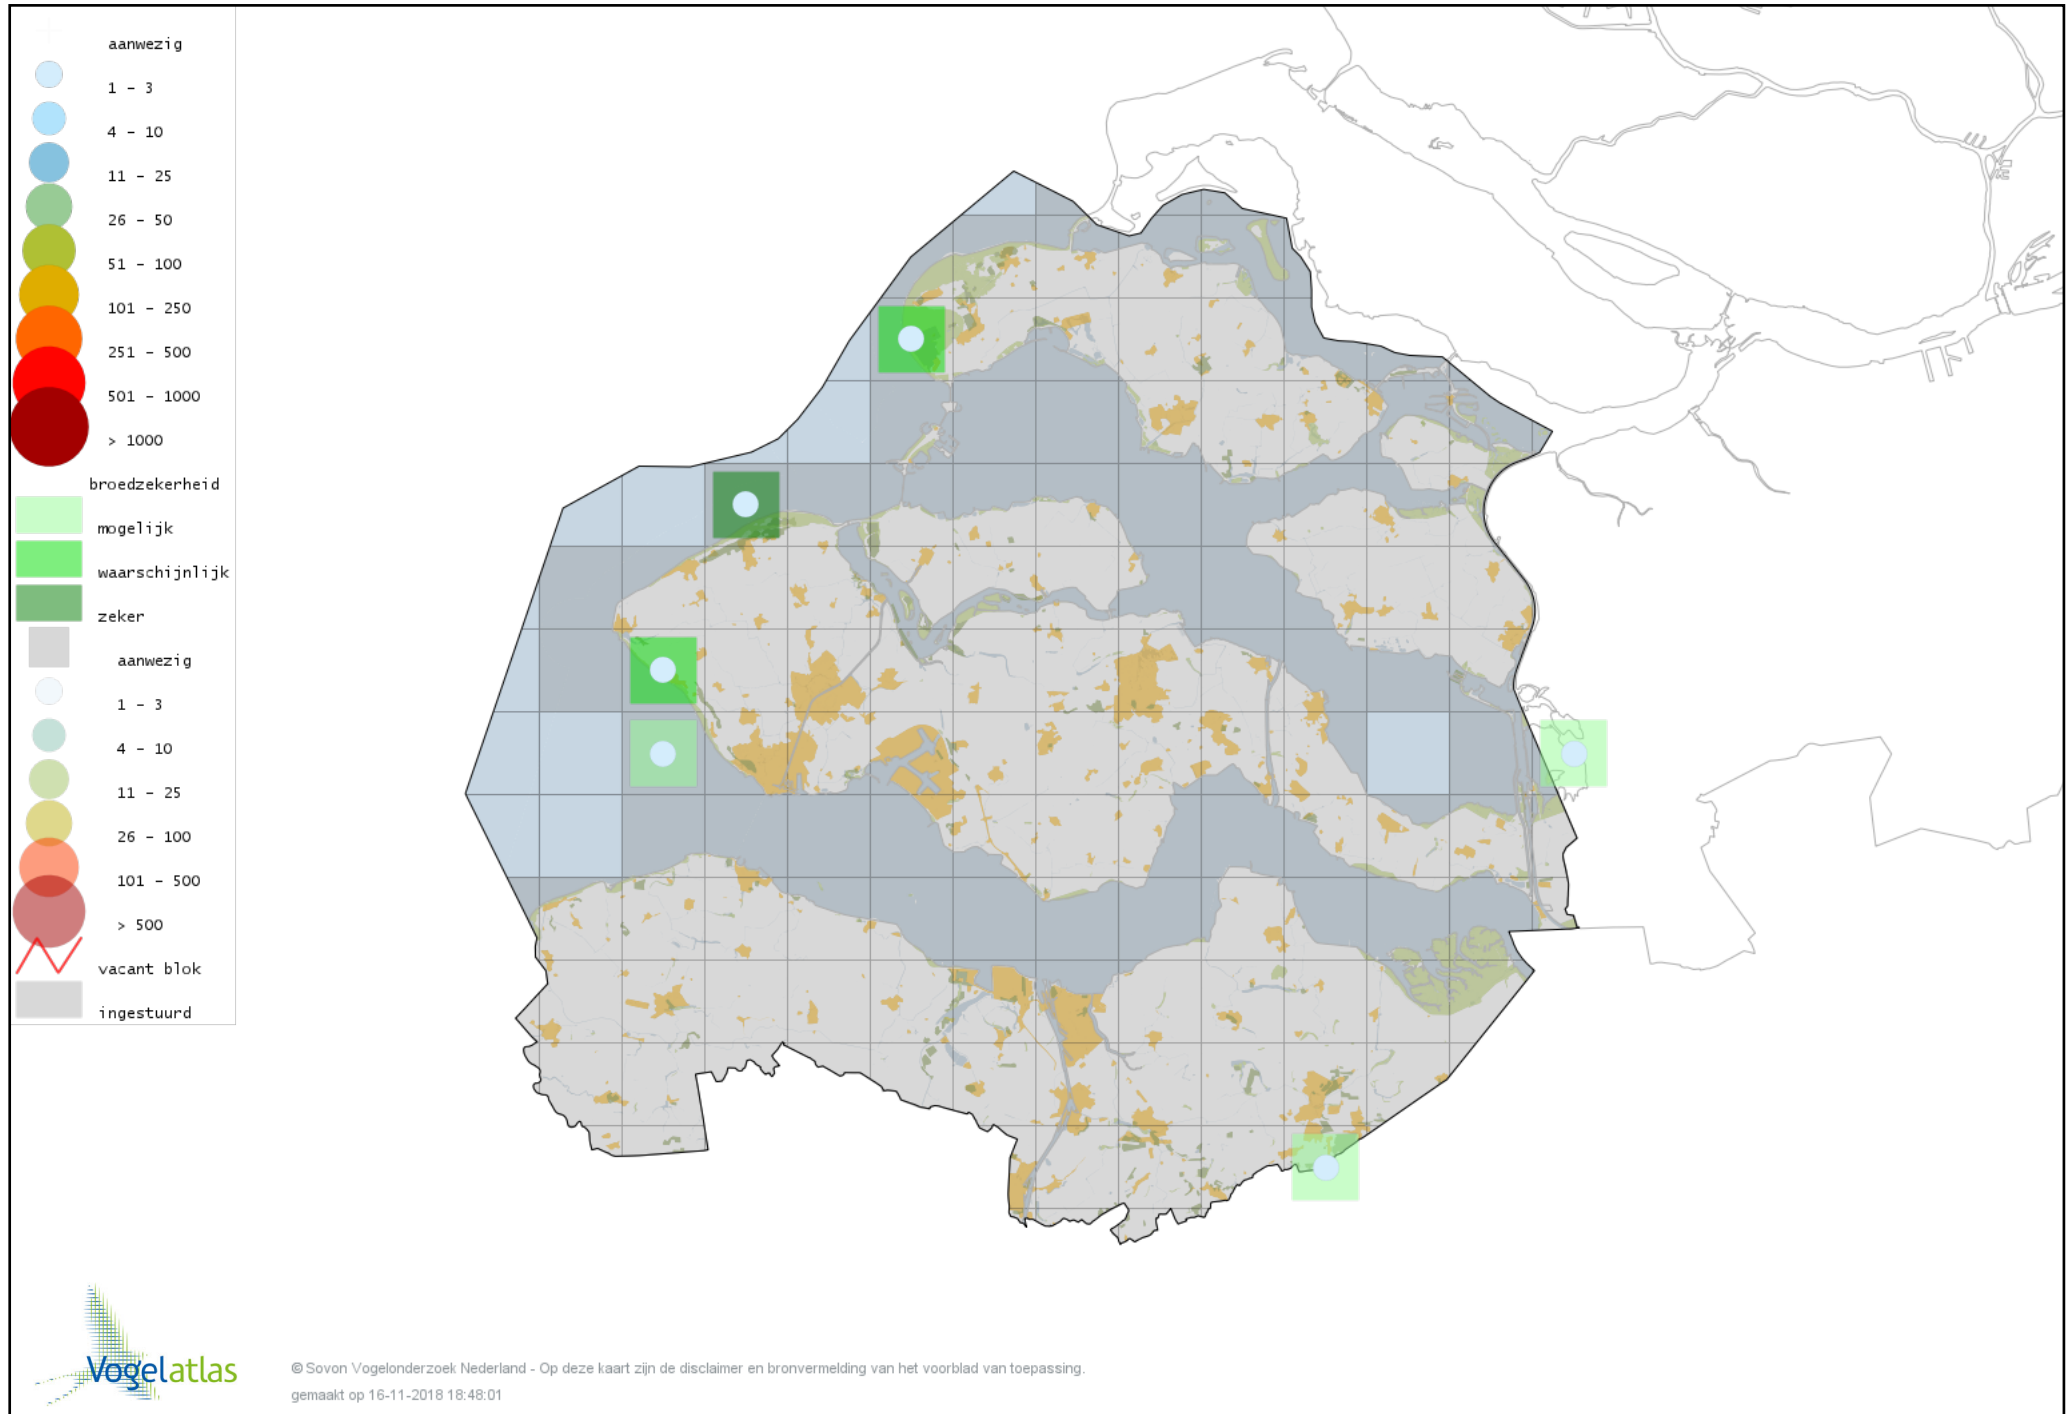 aanwezig
1 - 3
4 - 10
11 - 25
26 - 50
51 - 100
101 - 250
251 - 500
501 - 1000
> 1000
broedzekerheid
mogelijk
waarschijnlijk
zeker
aanwezig
1 - 3
4 - 10
11 - 25
26 - 100
101 - 500
> 500
vacant blok
ingestuurd
Vogelatlas
© Sovon Vogelonderzoek Nederland - Op deze kaart zijn de disclaimer en bronvermelding van het voorblad van toepassing.
gemaakt op 16-11-2018 18:48:01